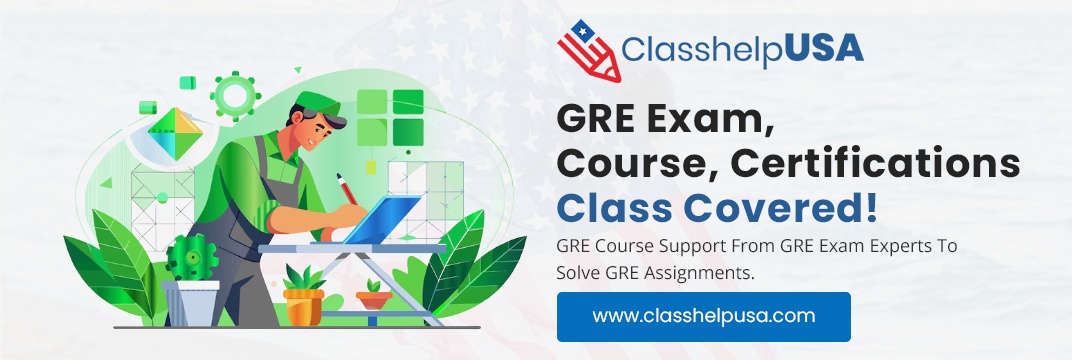 ClasshelpUSA
GRE Exam,
Course, Certifications
Class Covered!
GRE Course Support From GRE Exam Experts To
Solve GRE Assignments.
www.classhelpusa.com